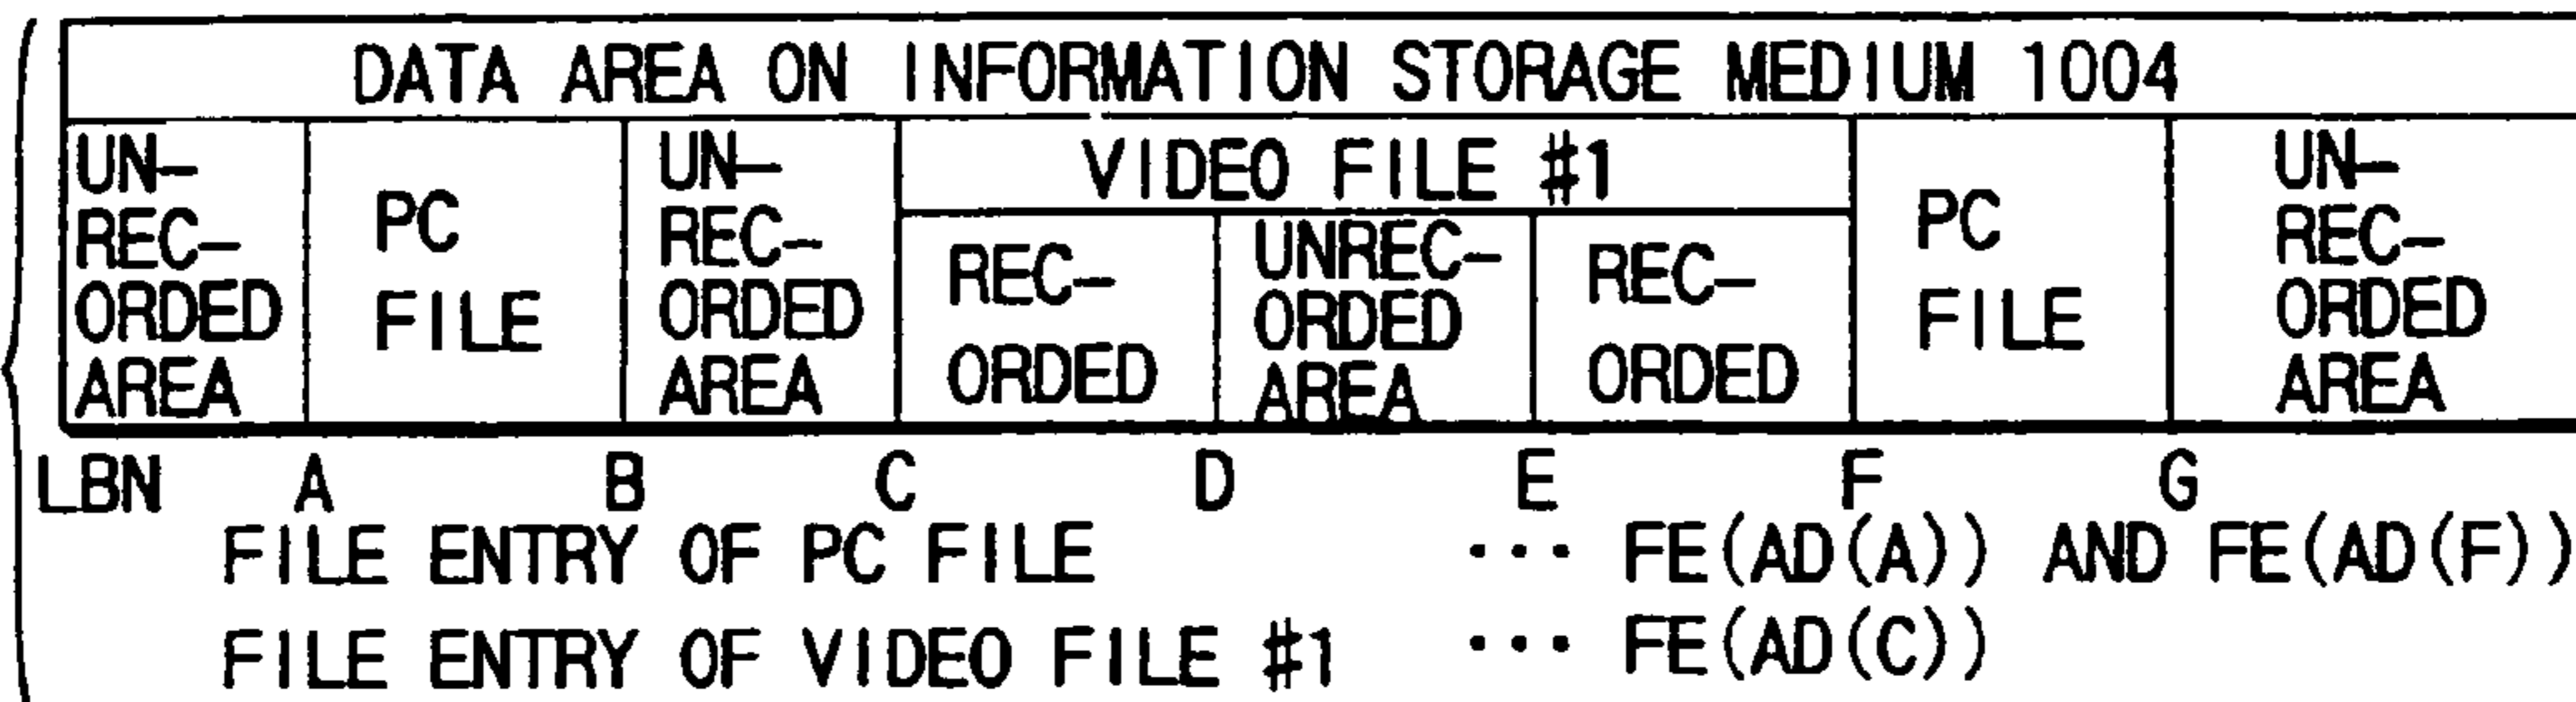 DATA AREA ON INFORMATION STORAGE MEDIUM 1004
UN-
REC-
ORDED
AREA
PC
FILE
UN-
REC-
ORDED
AREA
VIDEO FILE #1
REC-
ORDED
UNREC-
ORDED
AREA
REC-
ORDED
PC
FILE
UN-
REC-
ORDED
AREA
LBN A B C D E F G
FILE ENTRY OF PC FILE ··· FE(AD(A)) AND FE(AD(F))
FILE ENTRY OF VIDEO FILE #1 ··· FE(AD(C))